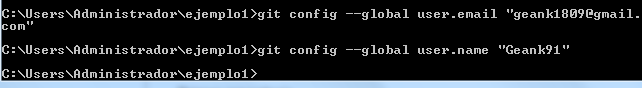 C:\Users\Administrador\ejemplo1>git config --global user.email "geank1809@gmail.
com"
C:\Users\Administrador\ejemplo1>git config --global user.name "Geank91"
C:\Users\Administrador\ejemplo1>